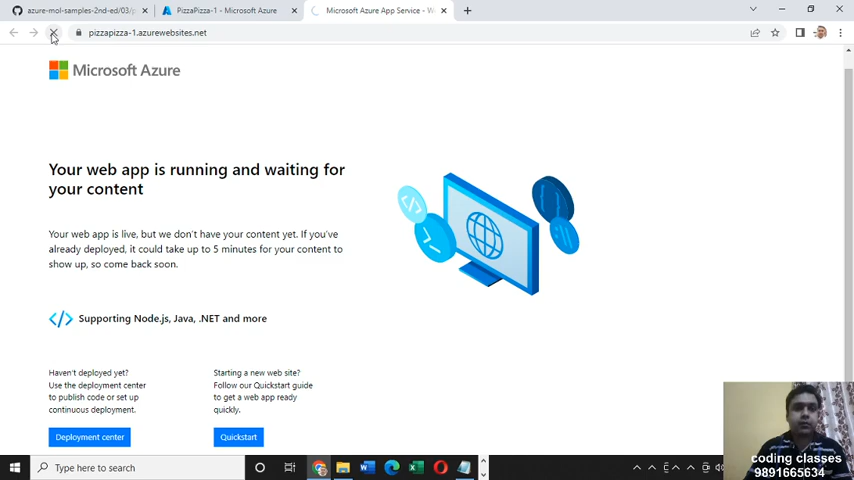 azure-mol-samples-2nd-ed/03/p
PizzaPizza-1 - Microsoft Azure
Microsoft Azure App Service - W
pizzapizza-1.azurewebsites.net
Microsoft Azure
Your web app is running and waiting for
your content
Your web app is live, but we don't have your content yet. If you've
already deployed, it could take up to 5 minutes for your content to
show up, so come back soon.
Supporting Node.js, Java, .NET and more
Haven't deployed yet?
Use the deployment center
to publish code or set up
continuous deployment.
Deployment center
Starting a new web site?
Follow our Quickstart guide
to get a web app ready
quickly.
Quickstart
Type here to search
coding classes
9891665634